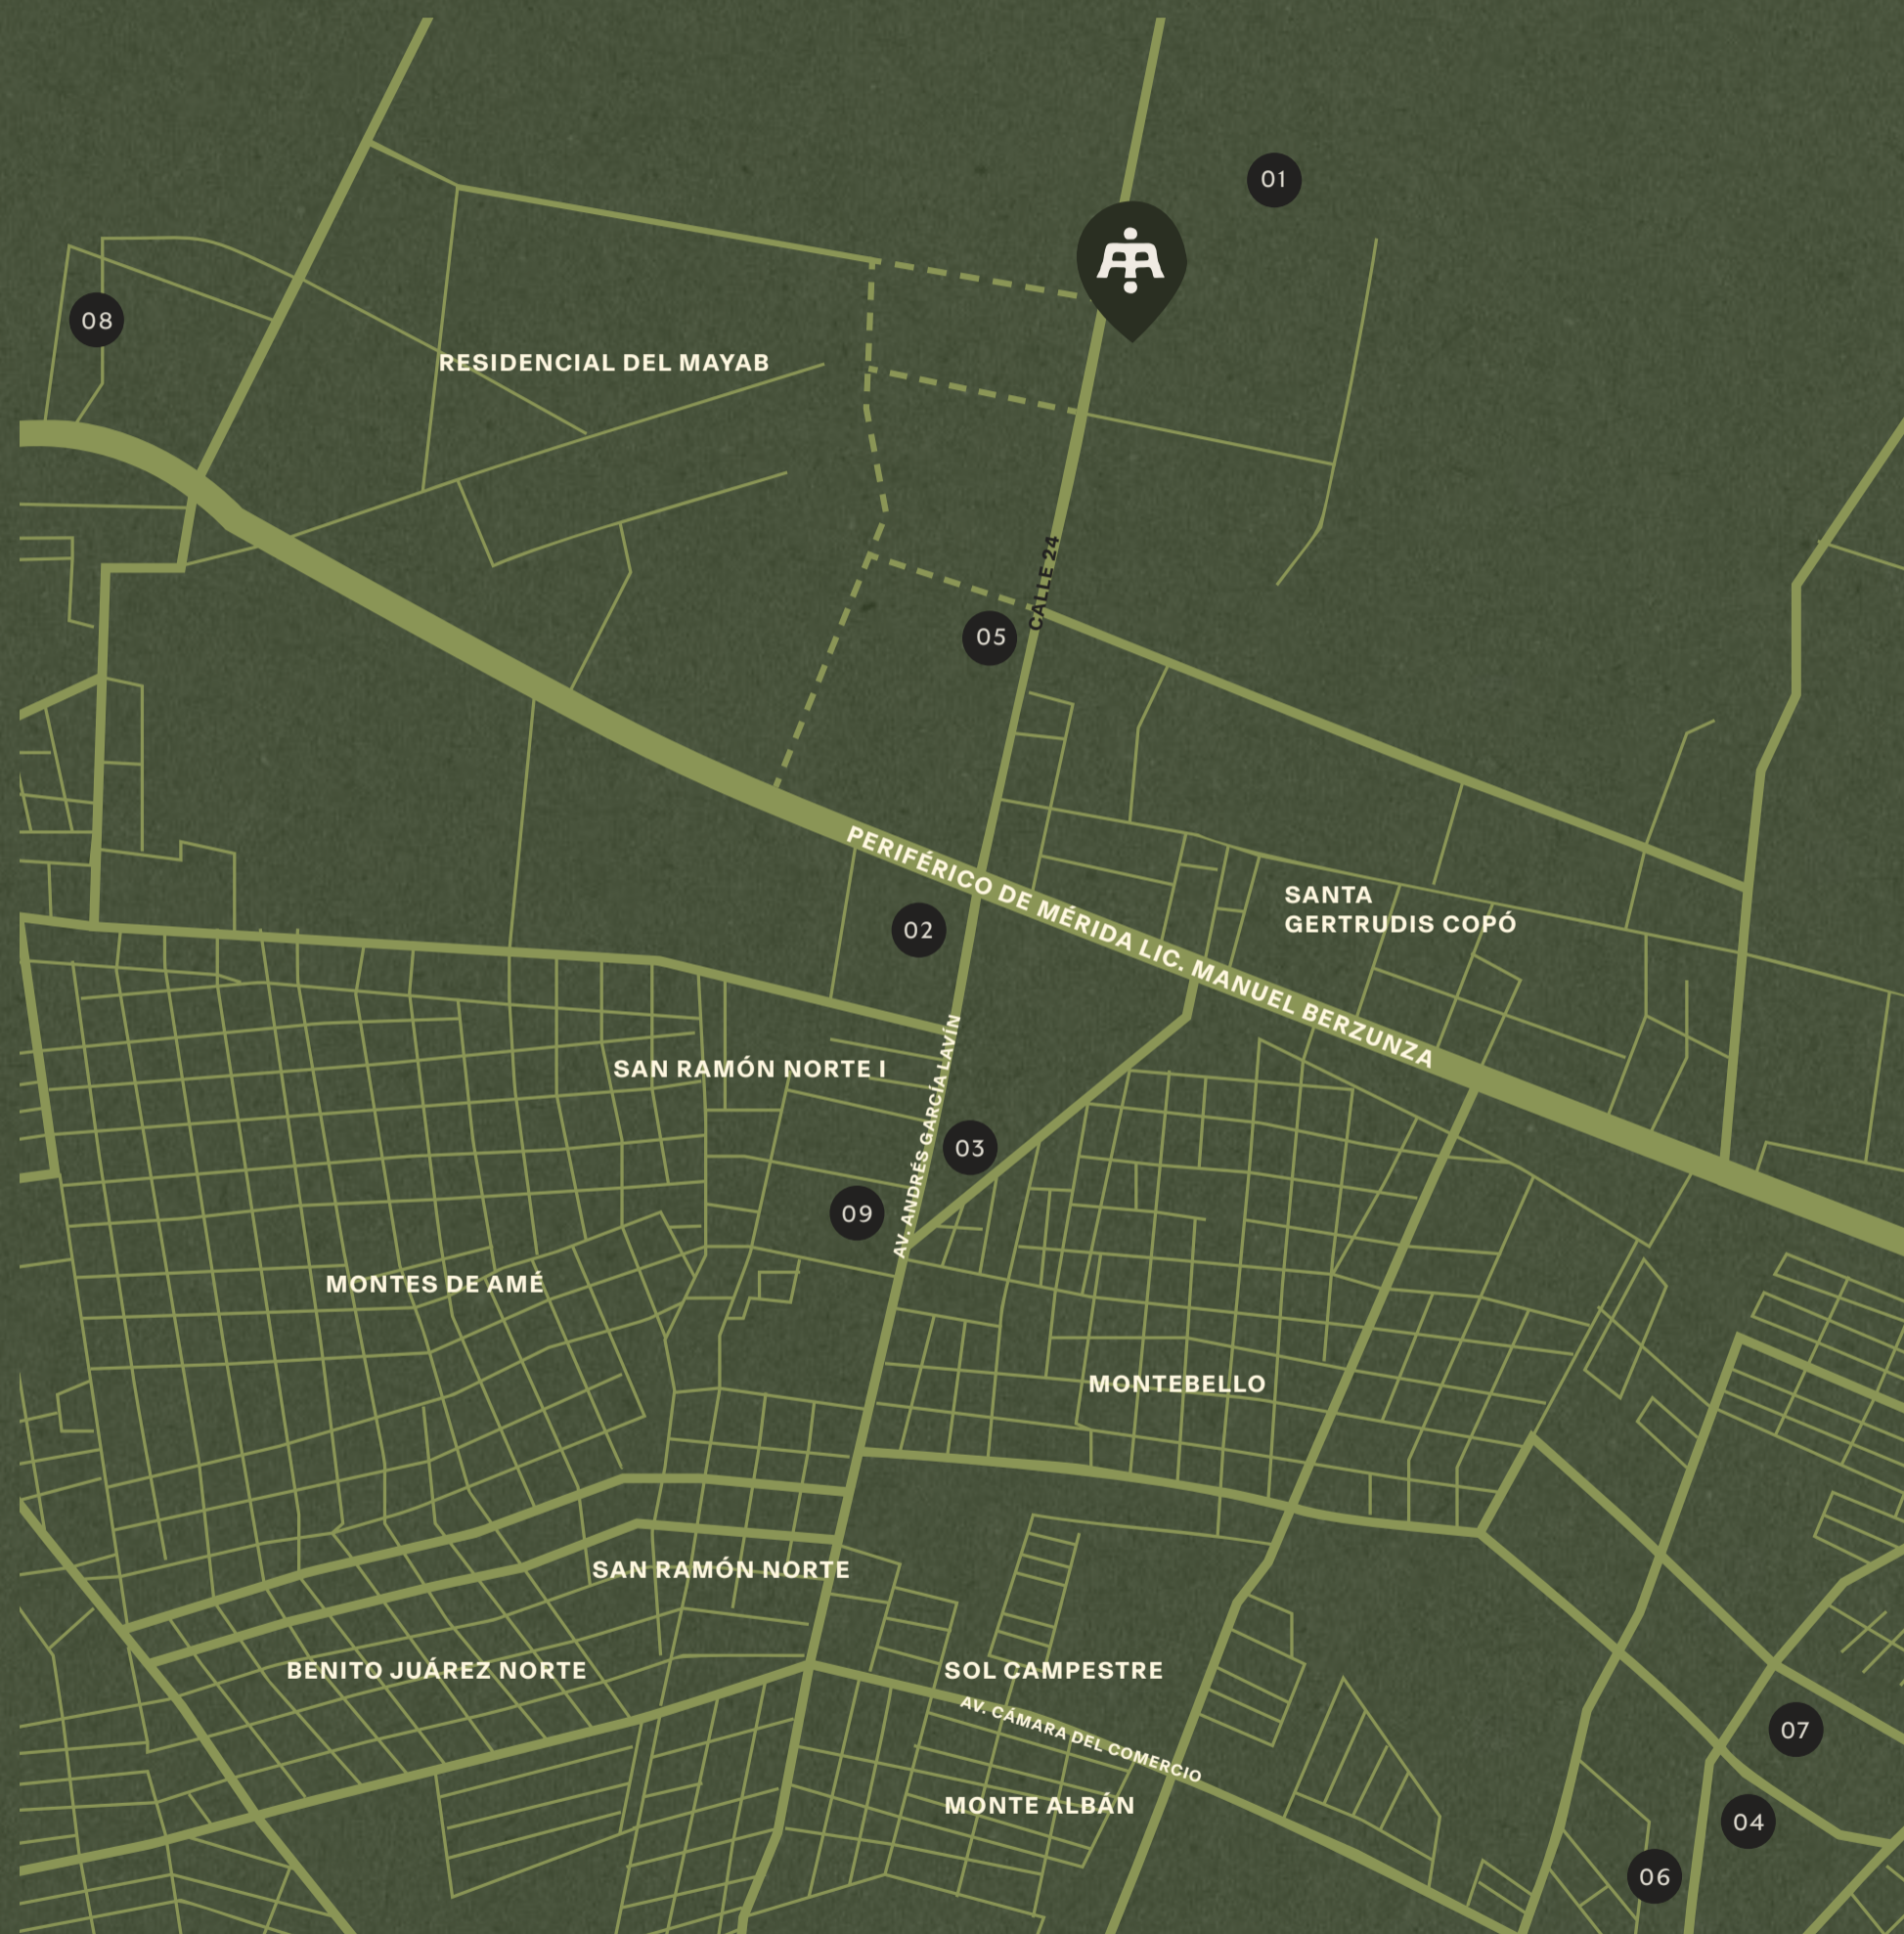 01
08
RESIDENCIAL DEL MAYAB
CALLE 24
05
PERIFÉRICO DE MÉRIDA LIC. MANUEL BERZUNZA
SANTA
GERTRUDIS COPÓ
02
SAN RAMÓN NORTE I
AV. ANDRÉS GARCÍA LAVÍN
03
09
MONTES DE AMÉ
MONTEBELLO
SAN RAMÓN NORTE
BENITO JUÁREZ NORTE
SOL CAMPESTRE
AV. CÁMARA DEL COMERCIO
07
MONTE ALBÁN
04
06